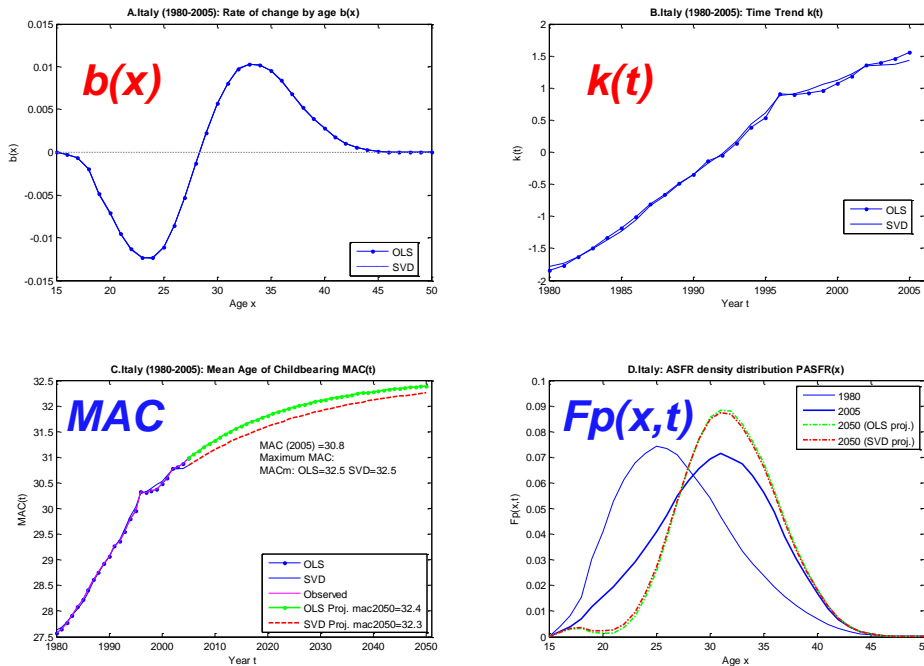 A.Italy (1980-2005): Rate of change by age b(x)
0.015
0.01
0.005
0
-0.005
-0.01
-0.015
15 20 25 30 35 40 45 50
b(x)
Age x
b(x)
OLS
SVD
B.Italy (1980-2005): Time Trend k(t)
2
1.5
1
0.5
0
-0.5
-1
-1.5
-2
1980 1985 1990 1995 2000 2005
k(t)
Year t
k(t)
OLS
SVD
C.Italy (1980-2005): Mean Age of Childbearing MAC(t)
32.5
32
31.5
31
30.5
30
29.5
29
28.5
28
27.5
1980 1990 2000 2010 2020 2030 2040 2050
MAC(t)
Year t
MAC
MAC (2005) =30.8
Maximum MAC:
MACm: OLS=32.5 SVD=32.5
OLS
SVD
Observed
OLS Proj. mac2050=32.4
SVD Proj. mac2050=32.3
D.Italy: ASFR density distribution PASFR(x)
0.1
0.09
0.08
0.07
0.06
0.05
0.04
0.03
0.02
0.01
0
15 20 25 30 35 40 45
Fp(x,t)
Age x
Fp(x,t)
1980
2005
2050 (OLS proj.)
2050 (SVD proj.)